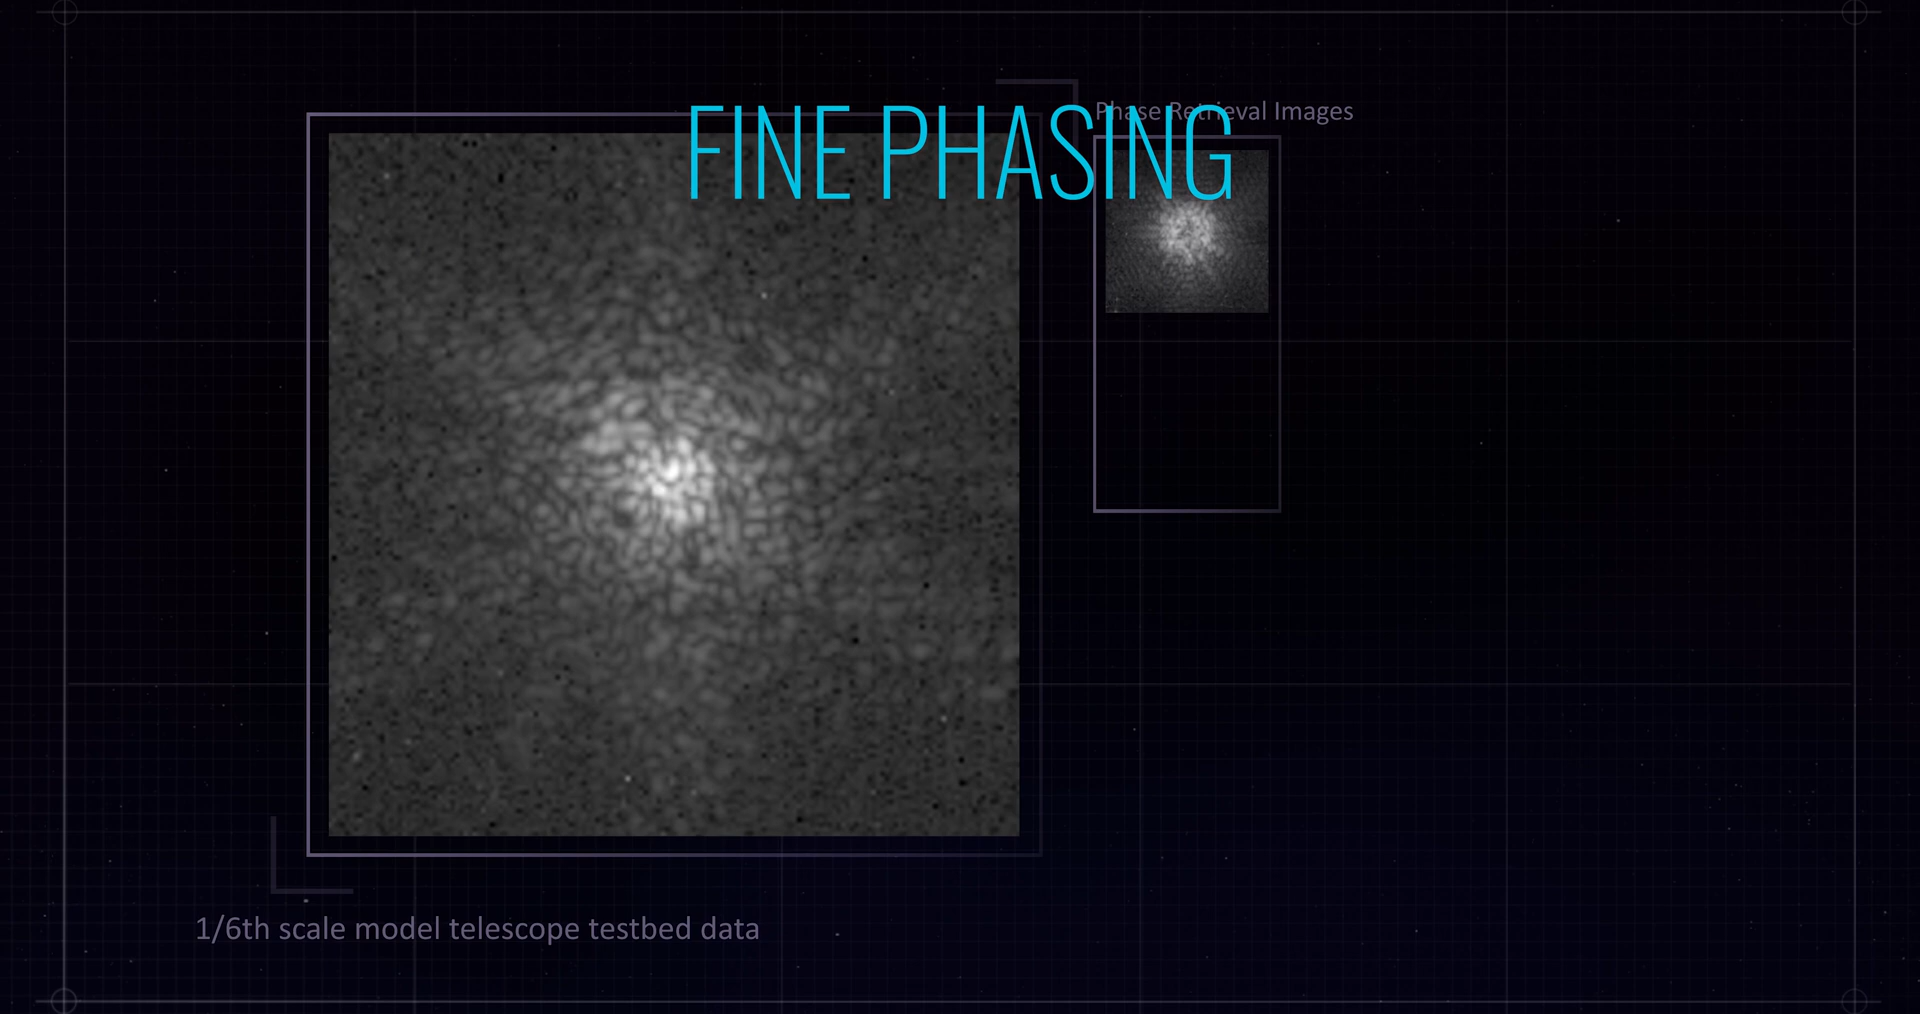 FINE PHASING
Phase Retrieval Images
1/6th scale model telescope testbed data